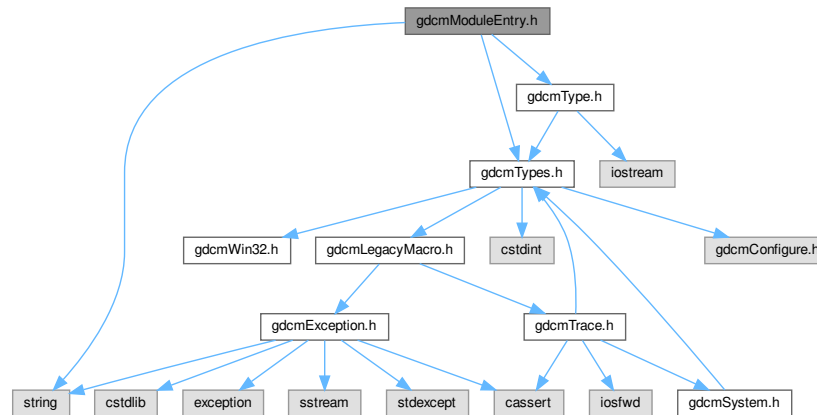 gdcmModuleEntry.h
gdcmType.h
gdcmTypes.h
iostream
gdcmWin32.h
gdcmLegacyMacro.h
cstdint
gdcmConfigure.h
gdcmException.h
gdcmTrace.h
string
cstdlib
exception
sstream
stdexcept
cassert
iosfwd
gdcmSystem.h